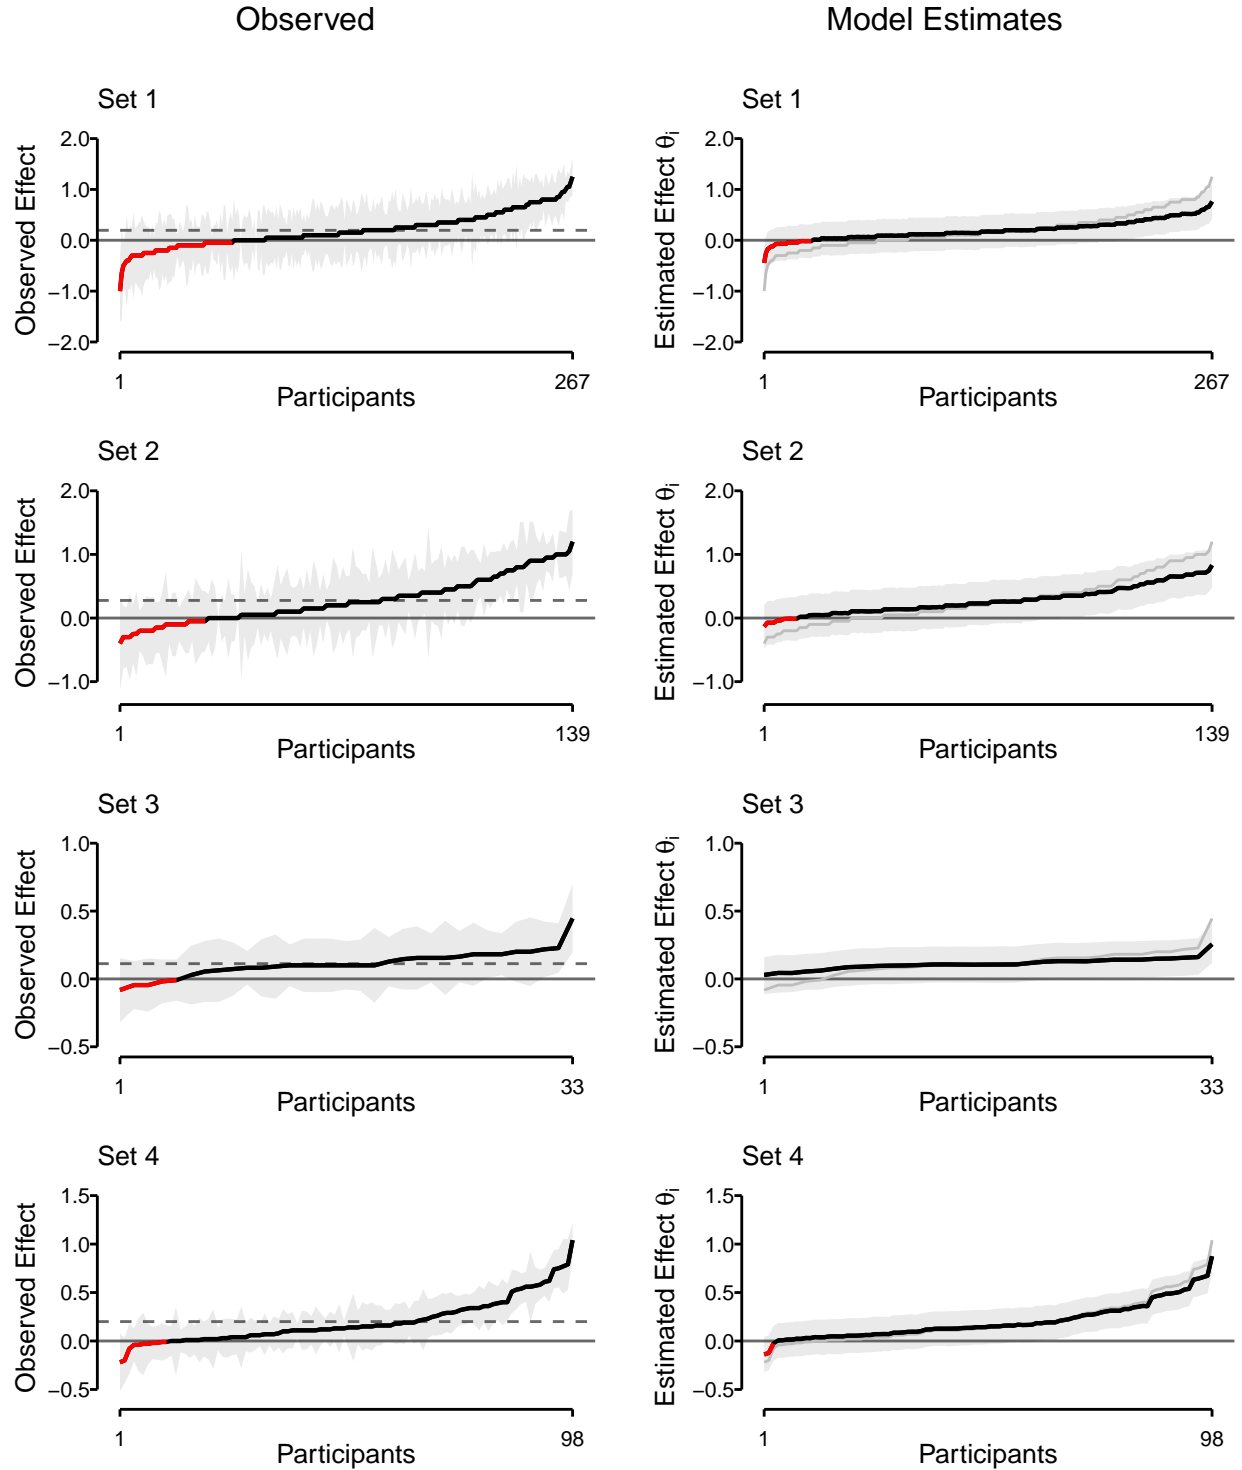 Observed
Model Estimates
Set 1
Observed Effect
2.0
1.0
0.0
−1.0
−2.0
1
267
Participants
Set 1
Estimated Effect θi
2.0
1.0
0.0
−1.0
−2.0
1
267
Participants
Set 2
Observed Effect
2.0
1.0
0.0
−1.0
1
139
Participants
Set 2
Estimated Effect θi
2.0
1.0
0.0
−1.0
1
139
Participants
Set 3
Observed Effect
1.0
0.5
0.0
−0.5
1
33
Participants
Set 3
Estimated Effect θi
1.0
0.5
0.0
−0.5
1
33
Participants
Set 4
Observed Effect
1.5
1.0
0.5
0.0
−0.5
1
98
Participants
Set 4
Estimated Effect θi
1.5
1.0
0.5
0.0
−0.5
1
98
Participants